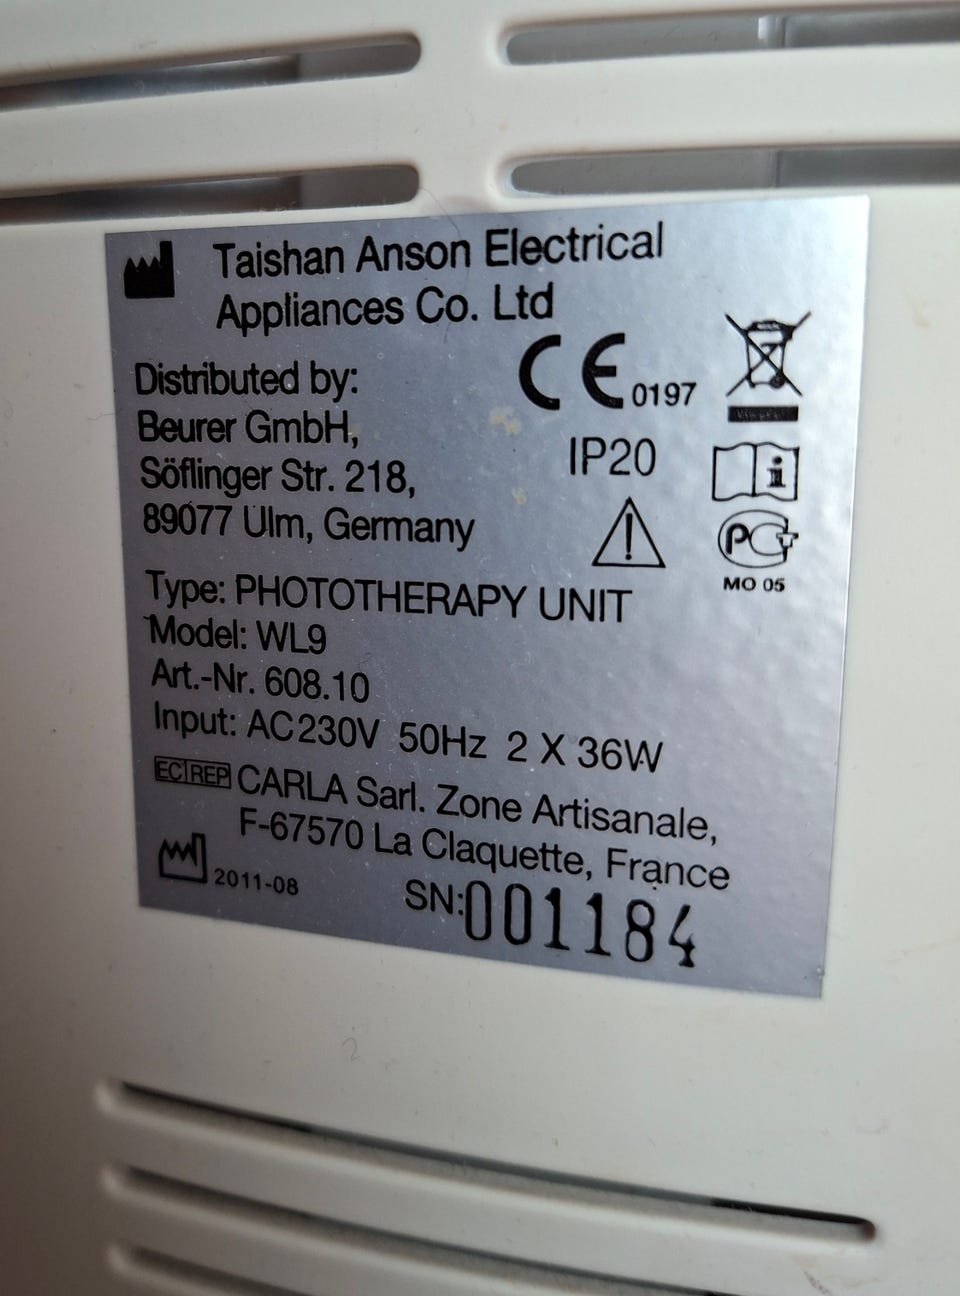 Taishan Anson Electrical
Appliances Co. Ltd
Distributed by:
Beurer GmbH,
Söflinger Str. 218,
89077 Ulm, Germany
CE 0197
IP20
i
PCT
MO 05
Type: PHOTOTHERAPY UNIT
Model: WL9
Art.-Nr. 608.10
Input: AC230V 50Hz 2 X 36W
EC REP CARLA Sarl. Zone Artisanale,
F-67570 La Claquette, France
2011-08
SN:001184